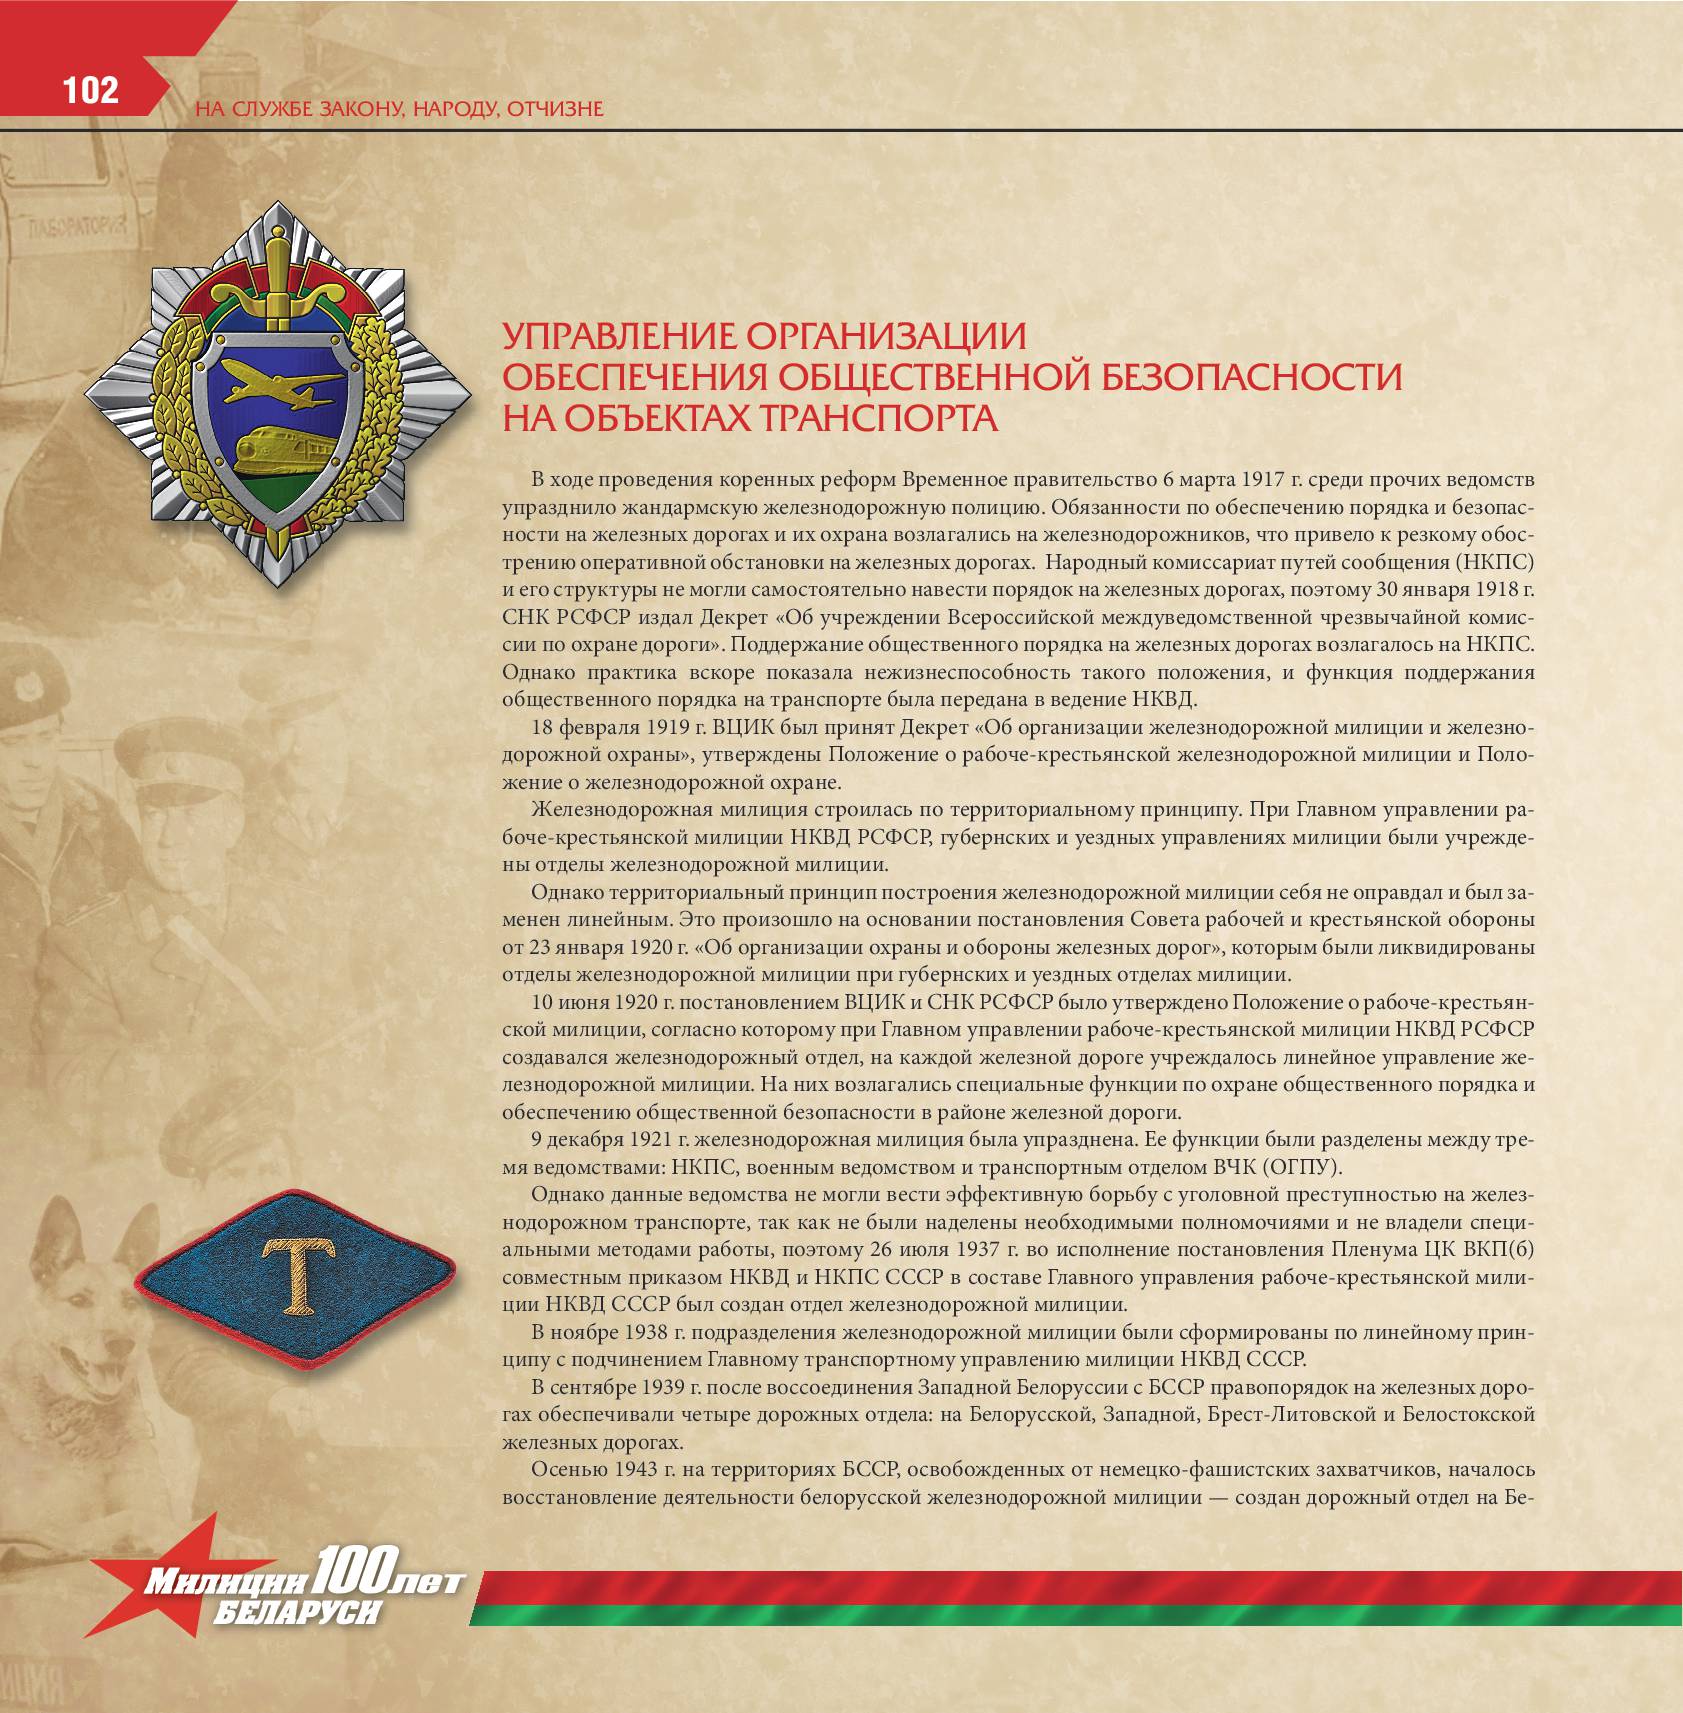 102
НА СЛУЖБЕ ЗАКОНУ, НАРОДУ, ОТЧИЗНЕ
ЛАБОРАТОРИЯ
УПРАВЛЕНИЕ ОРГАНИЗАЦИИ
ОБЕСПЕЧЕНИЯ ОБЩЕСТВЕННОЙ БЕЗОПАСНОСТИ
НА ОБЪЕКТАХ ТРАНСПОРТА
В ходе проведения коренных реформ Временное правительство 6 марта 1917 г. среди прочих ведомств
упразднило жандармскую железнодорожную полицию. Обязанности по обеспечению порядка и безопас-
ности на железных дорогах и их охрана возлагались на железнодорожников, что привело к резкому обос-
трению оперативной обстановки на железных дорогах. Народный комиссариат путей сообщения (НКПС)
и его структуры не могли самостоятельно навести порядок на железных дорогах, поэтому 30 января 1918 г.
СНК РСФСР издал Декрет «Об учреждении Всероссийской междуведомственной чрезвычайной комис-
сии по охране дороги». Поддержание общественного порядка на железных дорогах возлагалось на НКПС.
Однако практика вскоре показала нежизнеспособность такого положения, и функция поддержания
общественного порядка на транспорте была передана в ведение НКВД.
18 февраля 1919 г. ВЦИК был принят Декрет «Об организации железнодорожной милиции и железно-
дорожной охраны», утверждены Положение о рабоче-крестьянской железнодорожной милиции и Поло-
жение о железнодорожной охране.
Железнодорожная милиция строилась по территориальному принципу. При Главном управлении ра-
боче-крестьянской милиции НКВД РСФСР, губернских и уездных управлениях милиции были учрежде-
ны отделы железнодорожной милиции.
Однако территориальный принцип построения железнодорожной милиции себя не оправдал и был за-
менен линейным. Это произошло на основании постановления Совета рабочей и крестьянской обороны
от 23 января 1920 г. «Об организации охраны и обороны железных дорог», которым были ликвидированы
отделы железнодорожной милиции при губернских и уездных отделах милиции.
10 июня 1920 г. постановлением ВЦИК и СНК РСФСР было утверждено Положение о рабоче-крестьян-
ской милиции, согласно которому при Главном управлении рабоче-крестьянской милиции НКВД РСФСР
создавался железнодорожный отдел, на каждой железной дороге учреждалось линейное управление же-
лезнодорожной милиции. На них возлагались специальные функции по охране общественного порядка и
обеспечению общественной безопасности в районе железной дороги.
9 декабря 1921 г. железнодорожная милиция была упразднена. Ее функции были разделены между тре-
мя ведомствами: НКПС, военным ведомством и транспортным отделом ВЧК (ОГПУ).
Однако данные ведомства не могли вести эффективную борьбу с уголовной преступностью на желез-
нодорожном транспорте, так как не были наделены необходимыми полномочиями и не владели специ-
альными методами работы, поэтому 26 июля 1937 г. во исполнение постановления Пленума ЦК ВКП(б)
совместным приказом НКВД и НКПС СССР в составе Главного управления рабоче-крестьянской мили-
ции НКВД СССР был создан отдел железнодорожной милиции.
В ноябре 1938 г. подразделения железнодорожной милиции были сформированы по линейному прин-
ципу с подчинением Главному транспортному управлению милиции НКВД СССР.
В сентябре 1939 г. после воссоединения Западной Белоруссии с БССР правопорядок на железных доро-
гах обеспечивали четыре дорожных отдела: на Белорусской, Западной, Брест-Литовской и Белостокской
железных дорогах.
Осенью 1943 г. на территориях БССР, освобожденных от немецко-фашистских захватчиков, началось
восстановление деятельности белорусской железнодорожной милиции — создан дорожный отдел на Бе-
Т
Милиции 100 лет
БЕЛАРУСИ